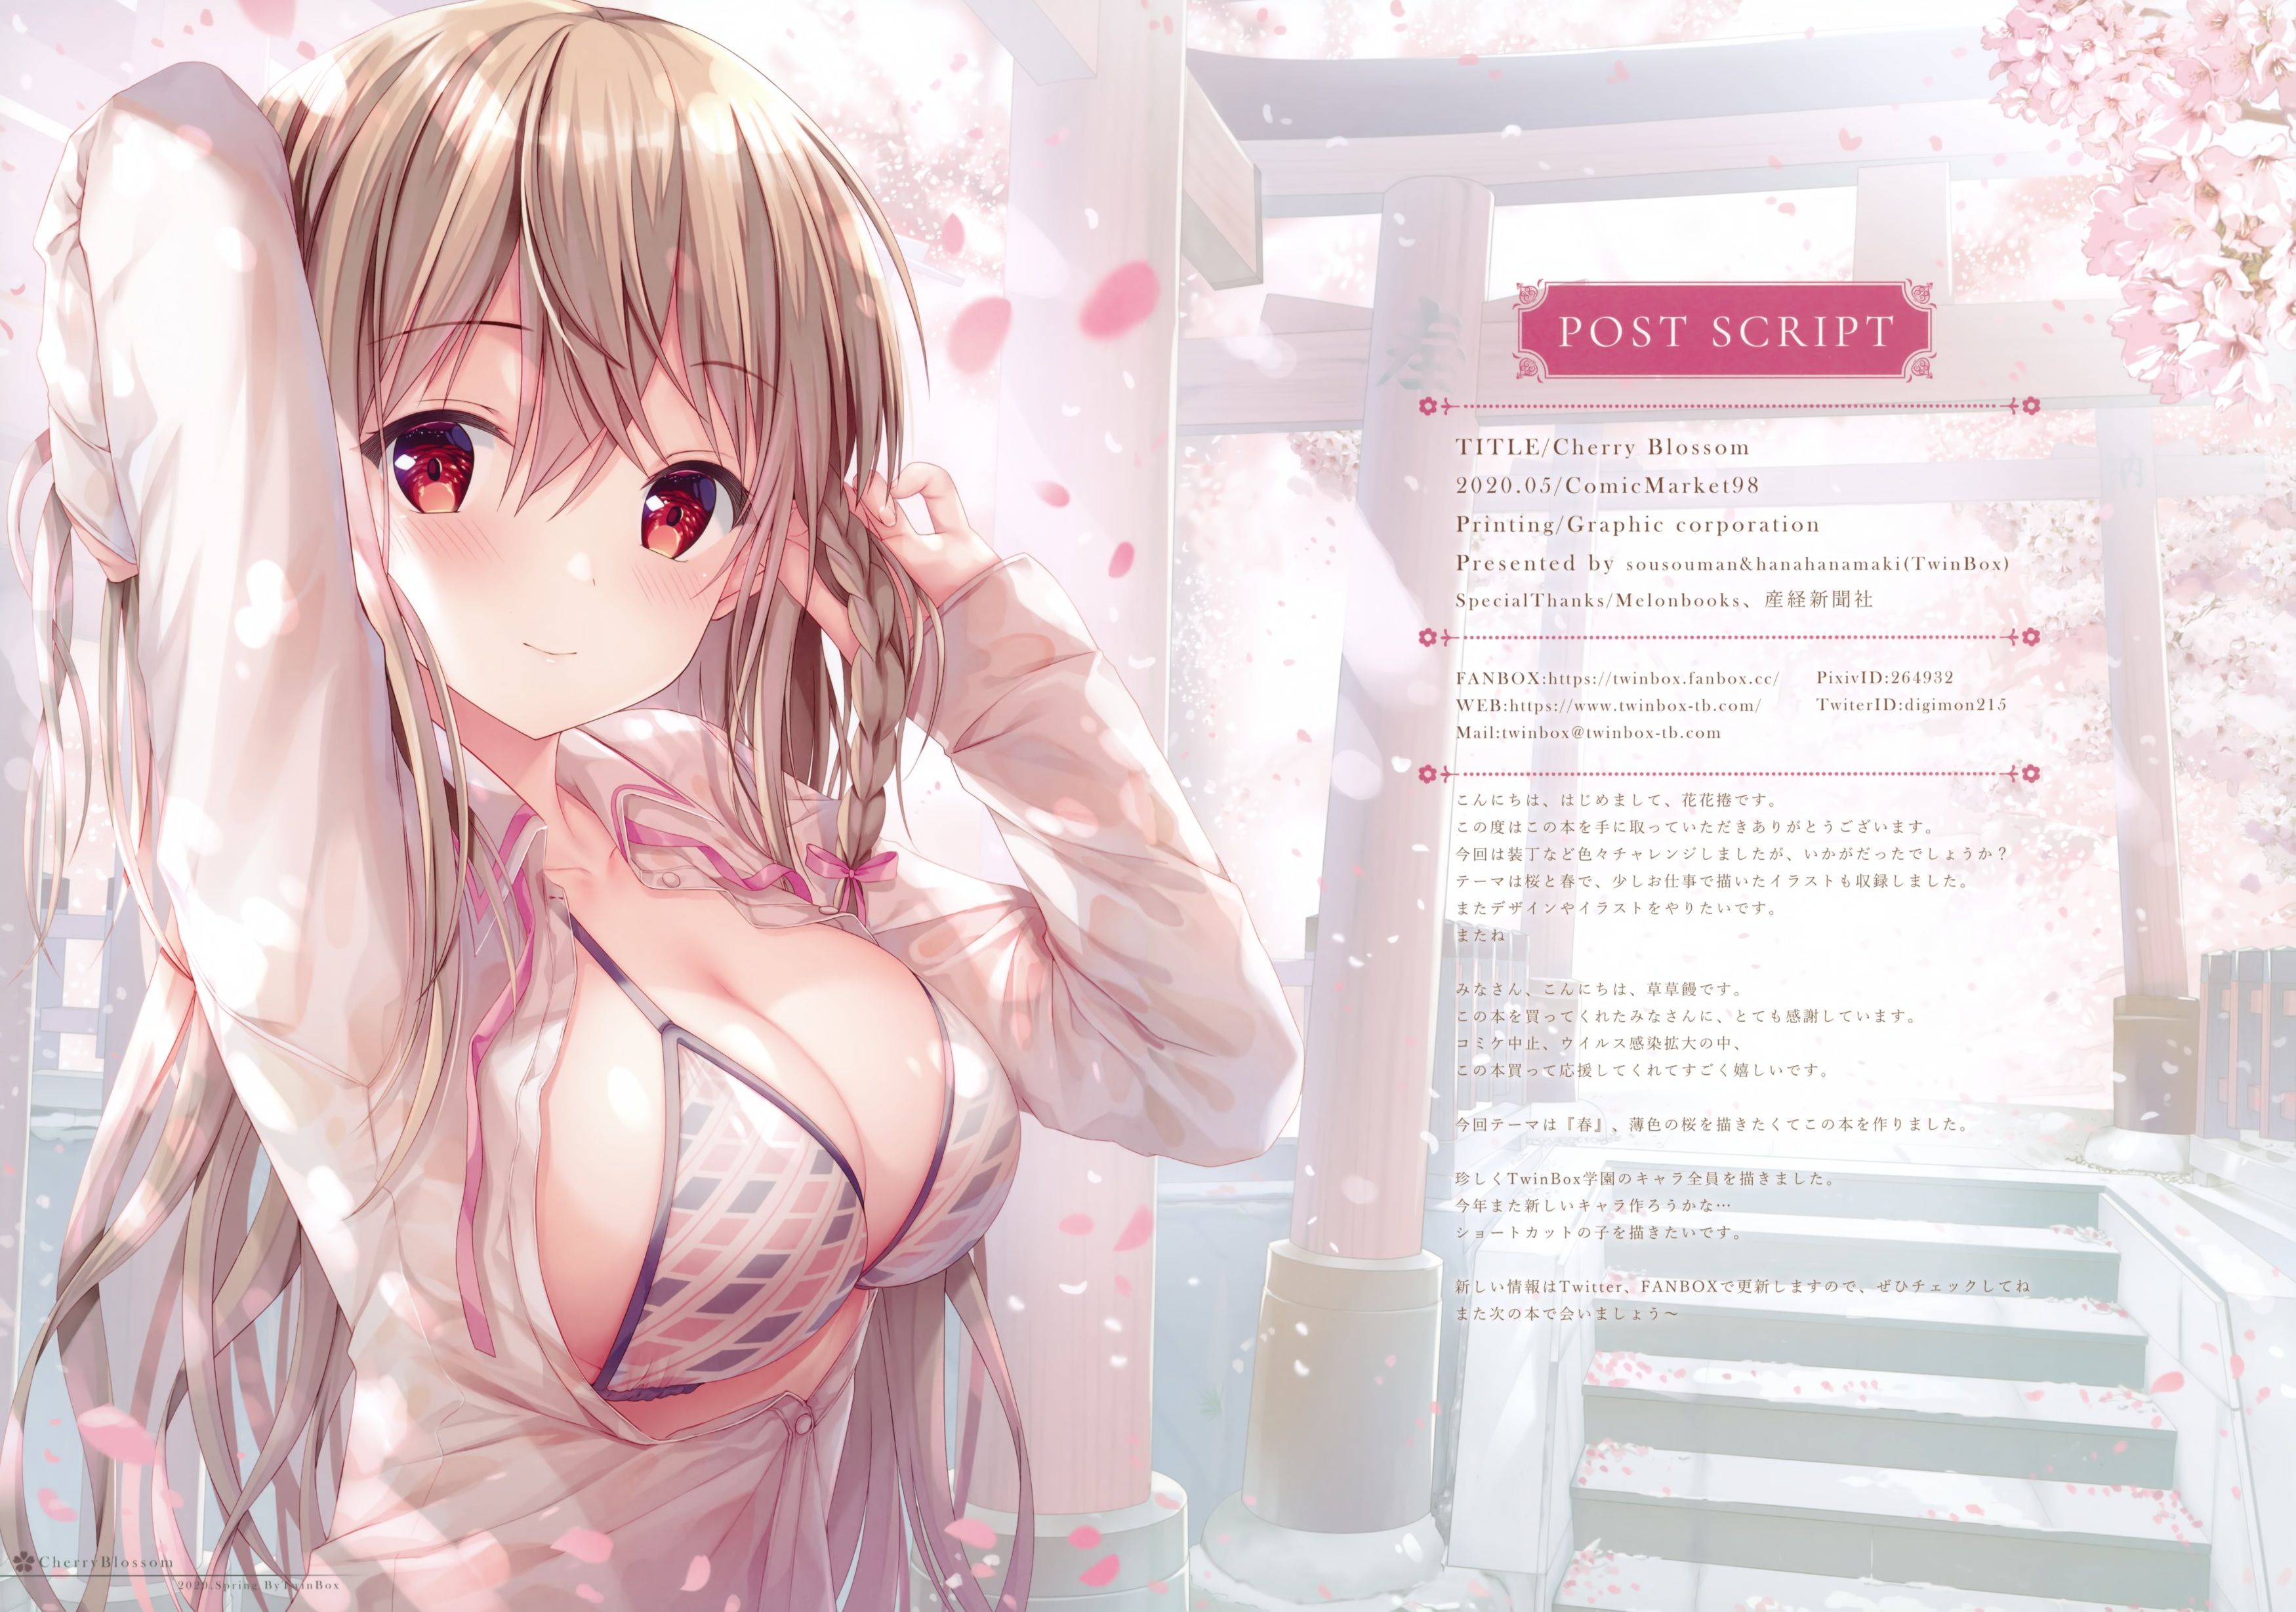 POST SCRIPT
TITLE/Cherry Blossom
2020.05/ComicMarket98
Printing/Graphic corporation
Presented by sousouman&hanahanamaki(TwinBox)
SpecialThanks/Melonbooks、産経新聞社
FANBOX:https://twinbox.fanbox.cc/
PixivID:264932
WEB:https://www.twinbox-tb.com/
TwiterID:digimon215
Mail:twinbox@twinbox-tb.com
こんにちは、はじめまして、花花捲です。
この度はこの本を手に取っていただきありがとうございます。
今回は装丁など色々チャレンジしましたが、いかがだったでしょうか？
テーマは桜と春で、少しお仕事で描いたイラストも収録しました。
またデザインやイラストをやりたいです。
またね
みなさん、こんにちは、草草饅です。
この本を買ってくれたみなさんに、とても感謝しています。
コミケ中止、ウイルス感染拡大の中、
この本買って応援してくれてすごく嬉しいです。
今回テーマは『春』、薄色の桜を描きたくてこの本を作りました。
珍しくTwinBox学園のキャラ全員を描きました。
今年また新しいキャラ作ろうかな…
ショートカットの子を描きたいです。
新しい情報はTwitter、FANBOXで更新しますので、ぜひチェックしてね
また次の本で会いましょう〜
奉
内
CherryBlossom
2020.Spring By TwinBox